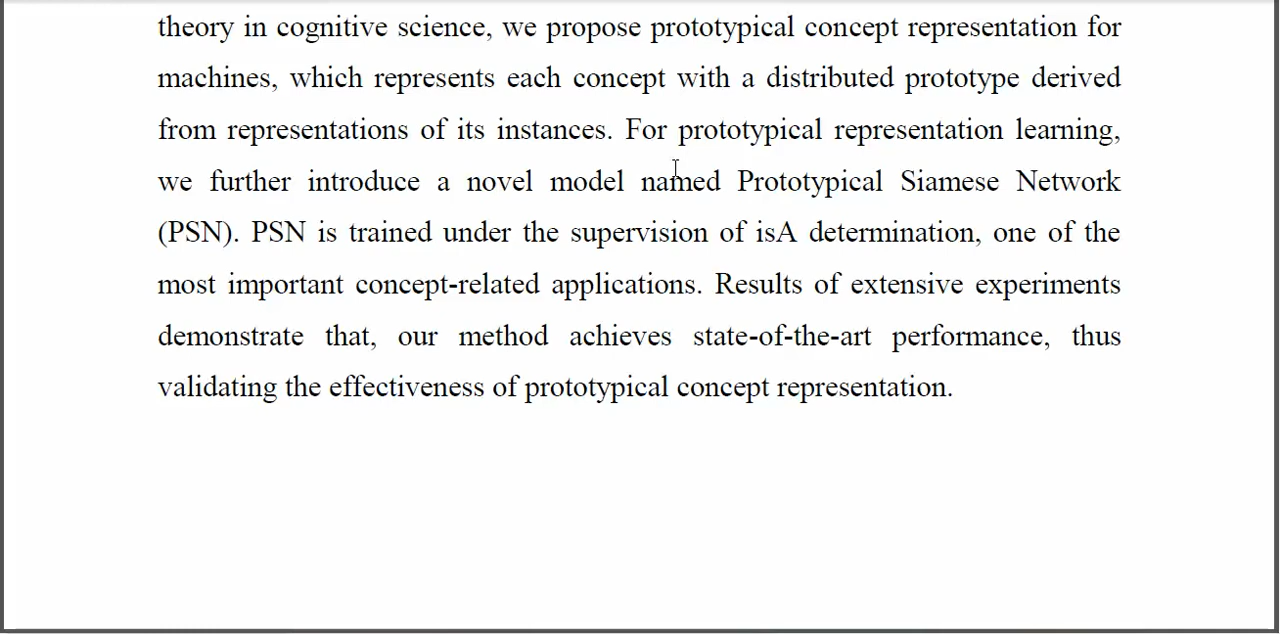 theory in cognitive science, we propose prototypical concept representation for
machines, which represents each concept with a distributed prototype derived
from representations of its instances. For prototypical representation learning,
we further introduce a novel model named Prototypical Siamese Network
(PSN). PSN is trained under the supervision of isA determination, one of the
most important concept-related applications. Results of extensive experiments
demonstrate that, our method achieves state-of-the-art performance, thus
validating the effectiveness of prototypical concept representation.